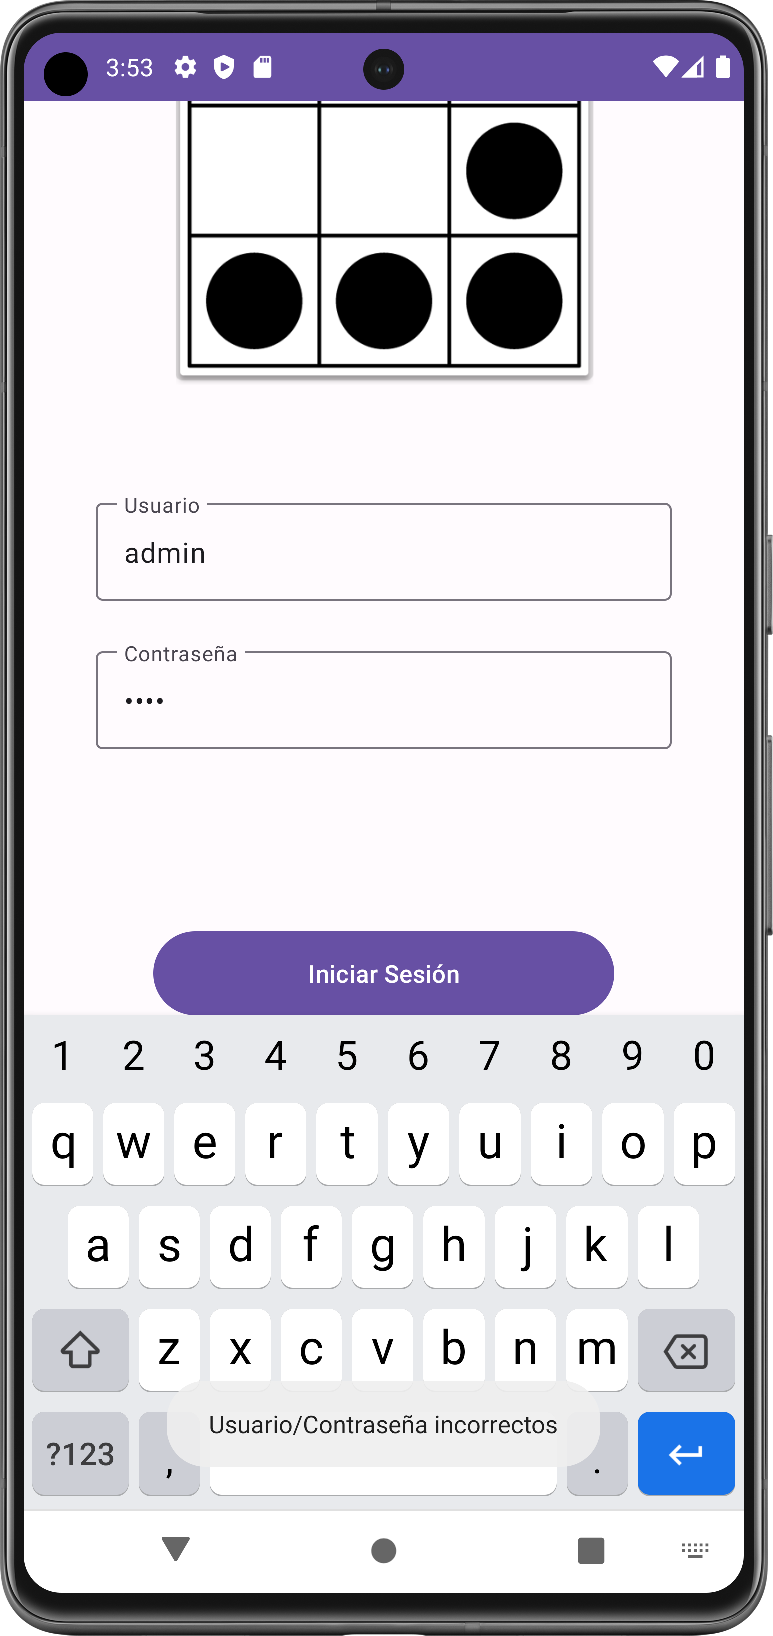 3:53
Usuario
admin
Contraseña
••••
Iniciar Sesión
1 2 3 4 5 6 7 8 9 0
q w e r t y u i o p
a s d f g h j k l
z x c v b n m
Usuario/Contraseña incorrectos
?123 , .